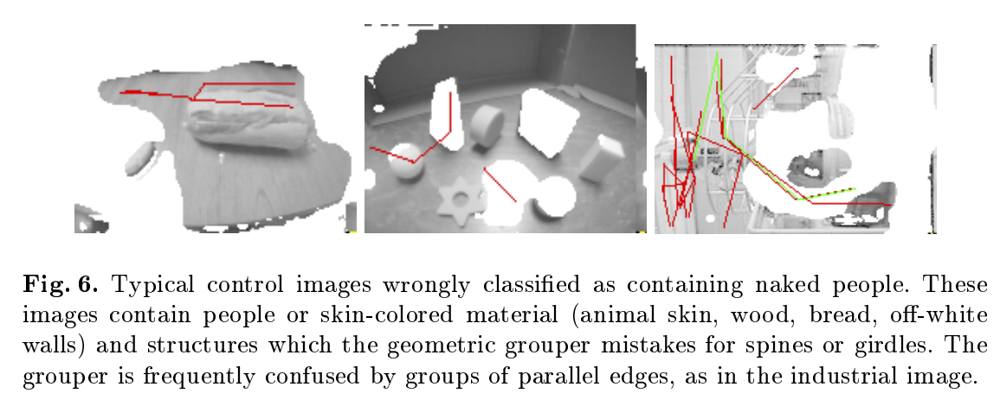 Fig. 6. Typical control images wrongly classified as containing naked people. These
images contain people or skin-colored material (animal skin, wood, bread, off-white
walls) and structures which the geometric grouper mistakes for spines or girdles. The
grouper is frequently confused by groups of parallel edges, as in the industrial image.